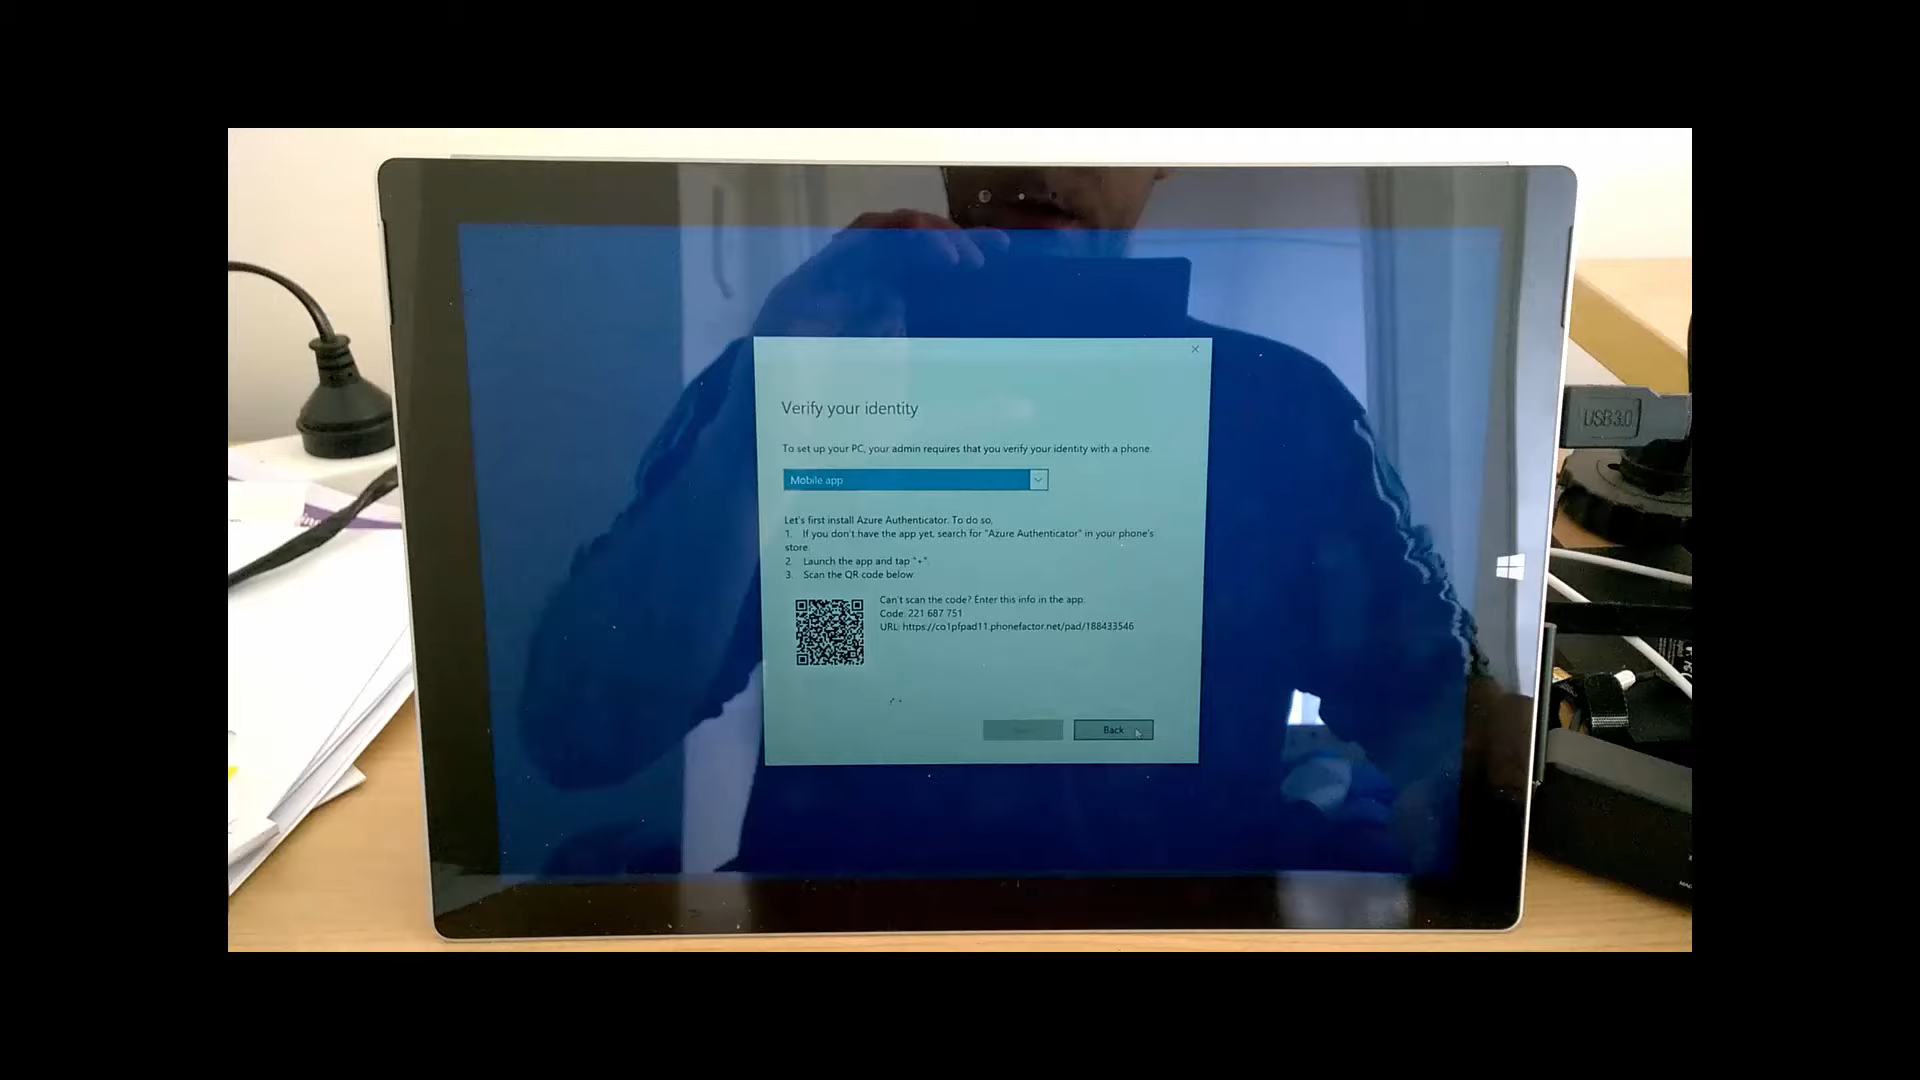 Verify your identity
To set up your PC, your admin requires that you verify your identity with a phone.
Mobile app
Let's first install Azure Authenticator. To do so,
1. If you don't have the app yet, search for "Azure Authenticator" in your phone's
store.
2. Launch the app and tap "+".
3. Scan the QR code below.
Can't scan the code? Enter this info in the app.
Code: 221 687 751
URL: https://co1pfpad11.phonefactor.net/pad/188433546
Back
USB 3.0